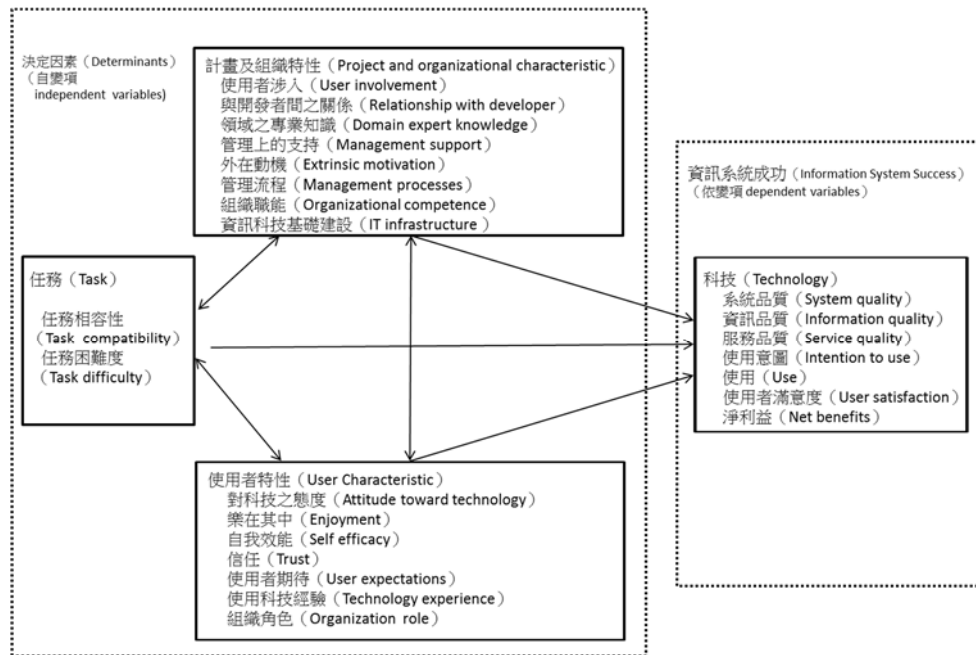 決定因素（Determinants）
（自變項
independent variables)
計畫及組織特性（Project and organizational characteristic）
使用者涉入（User involvement）
與開發者間之關係（Relationship with developer）
領域之專業知識（Domain expert knowledge）
管理上的支持（Management support）
外在動機（Extrinsic motivation）
管理流程（Management processes）
組織職能（Organizational competence）
資訊科技基礎建設（IT infrastructure）
任務（Task）
任務相容性
（Task compatibility）
任務困難度
（Task difficulty）
使用者特性（User Characteristic）
對科技之態度（Attitude toward technology）
樂在其中（Enjoyment）
自我效能（Self efficacy）
信任（Trust）
使用者期待（User expectations）
使用科技經驗（Technology experience）
組織角色（Organization role）
資訊系統成功（Information System Success）
（依變項 dependent variables）
科技（Technology）
系統品質（System quality）
資訊品質（Information quality）
服務品質（Service quality）
使用意圖（Intention to use）
使用（Use）
使用者滿意度（User satisfaction）
淨利益（Net benefits）